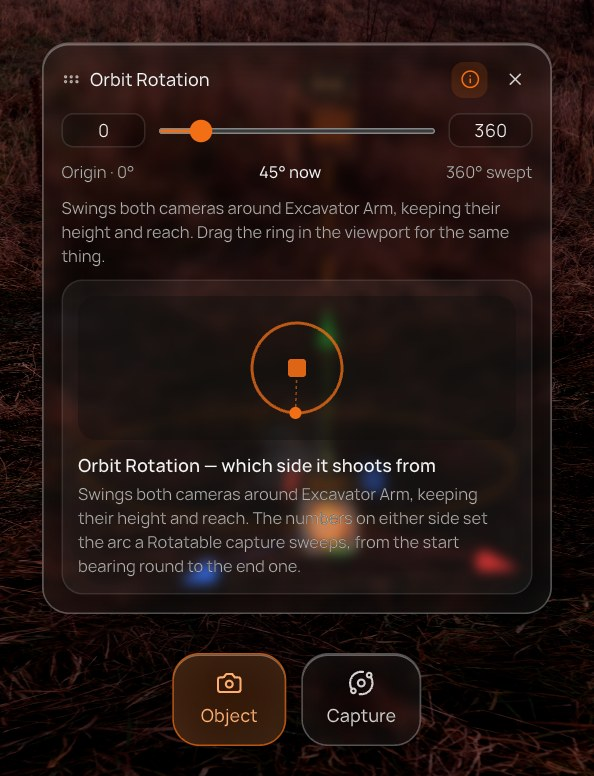 Orbit Rotation
0
360
Origin · 0°
45° now
360° swept
Swings both cameras around Excavator Arm, keeping their
height and reach. Drag the ring in the viewport for the same
thing.
Orbit Rotation — which side it shoots from
Swings both cameras around Excavator Arm, keeping
their height and reach. The numbers on either side set
the arc a Rotatable capture sweeps, from the start
bearing round to the end one.
Object
Capture